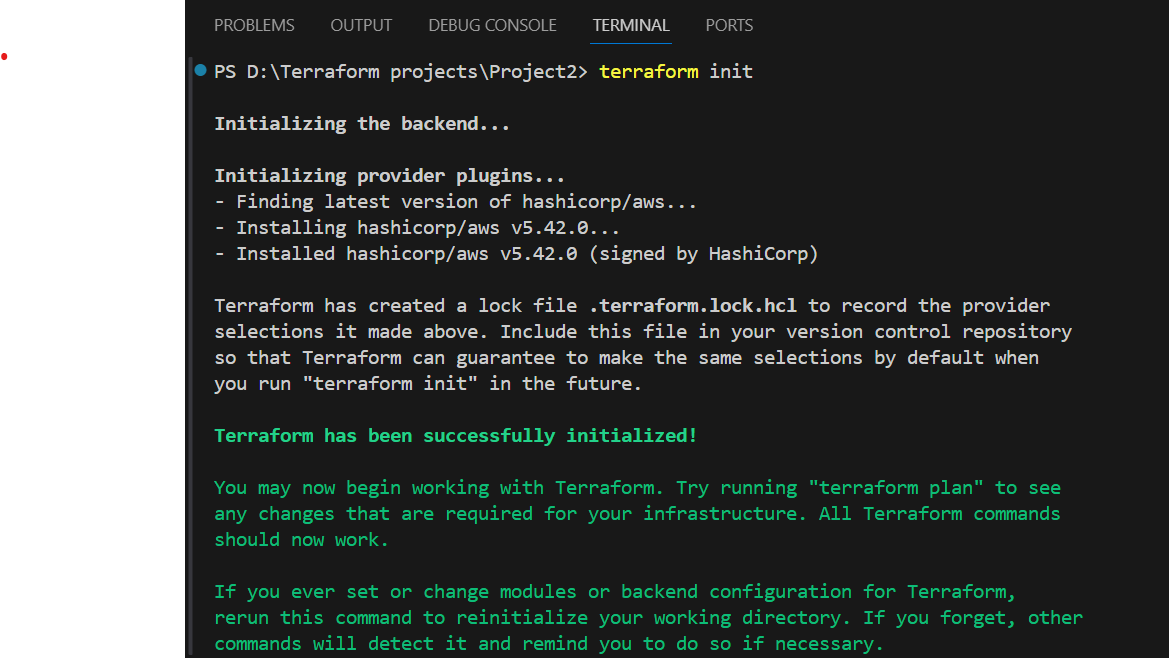 PROBLEMS OUTPUT DEBUG CONSOLE TERMINAL PORTS
PS D:\Terraform projects\Project2> terraform init
Initializing the backend...
Initializing provider plugins...
- Finding latest version of hashicorp/aws...
- Installing hashicorp/aws v5.42.0...
- Installed hashicorp/aws v5.42.0 (signed by HashiCorp)
Terraform has created a lock file .terraform.lock.hcl to record the provider
selections it made above. Include this file in your version control repository
so that Terraform can guarantee to make the same selections by default when
you run "terraform init" in the future.
Terraform has been successfully initialized!
You may now begin working with Terraform. Try running "terraform plan" to see
any changes that are required for your infrastructure. All Terraform commands
should now work.
If you ever set or change modules or backend configuration for Terraform,
rerun this command to reinitialize your working directory. If you forget, other
commands will detect it and remind you to do so if necessary.